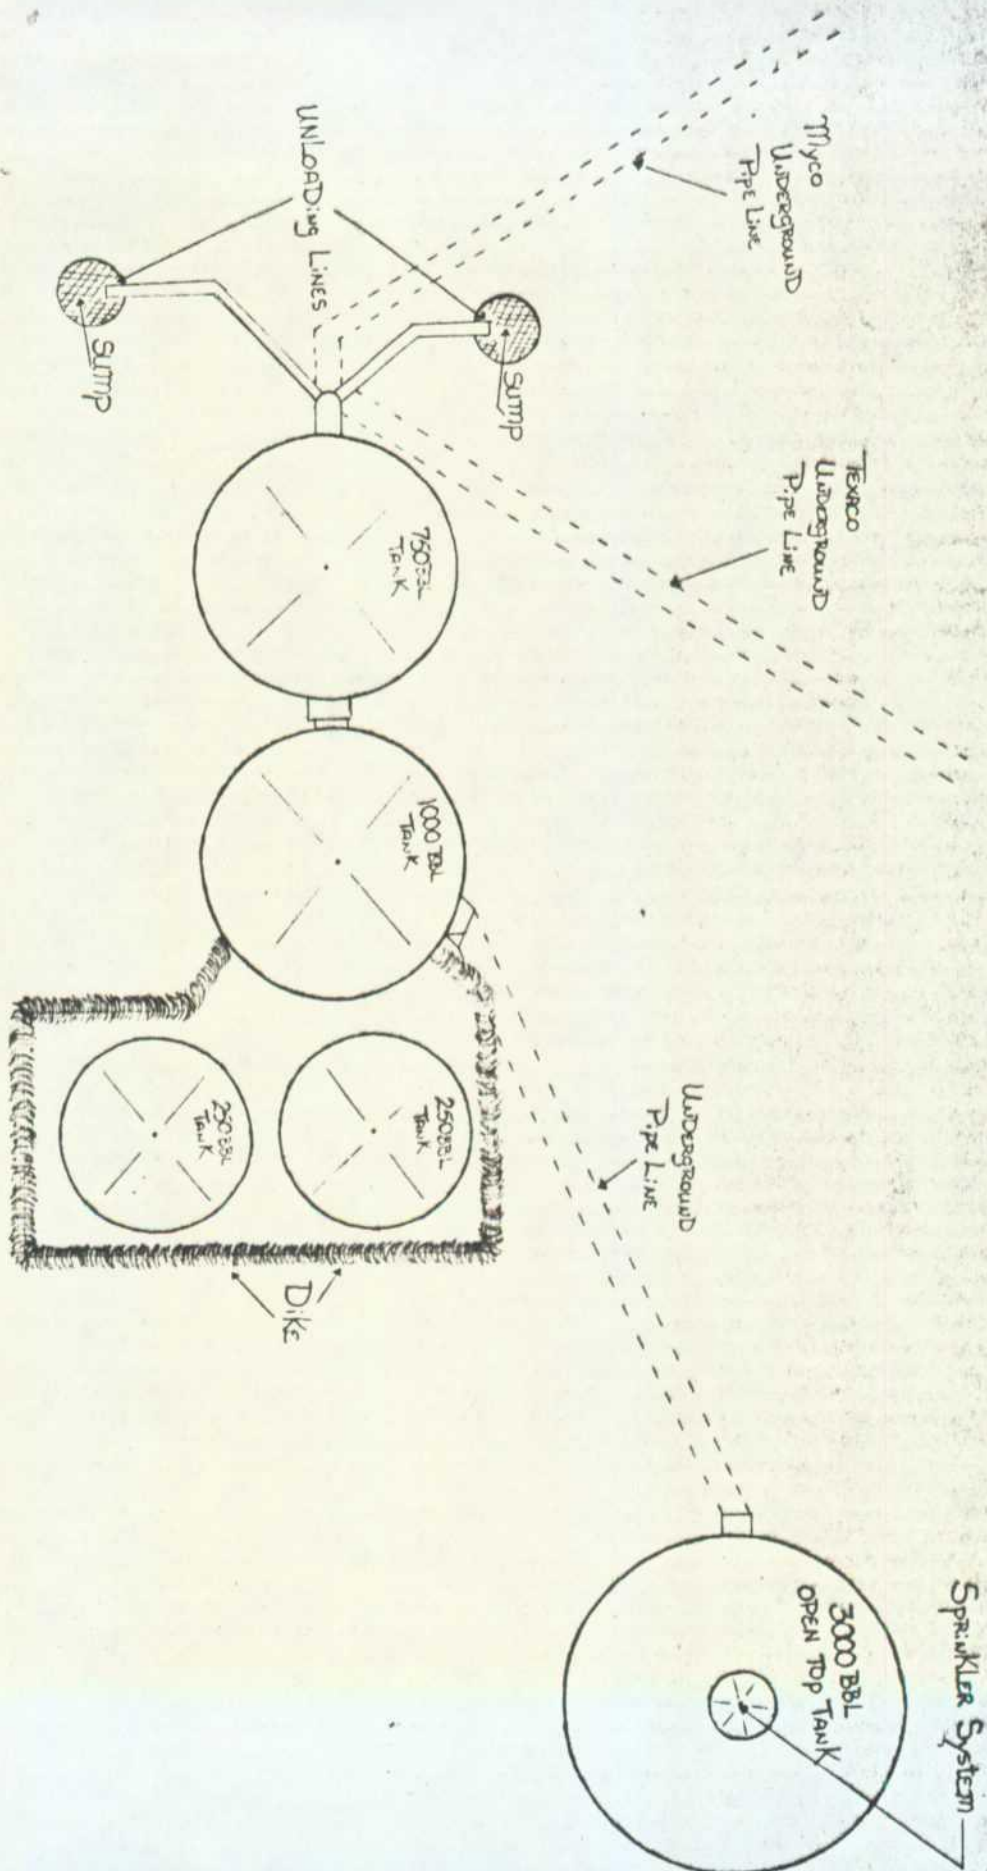 Myco
Underground
Pipe Line
Unloading Lines
Sump
Sump
Texaco
Underground
Pipe Line
750 BBL
Tank
1000 BBL
Tank
250 BBL
Tank
250 BBL
Tank
Dike
Underground
Pipe Line
3000 BBL
Open Top Tank
Sprinkler System